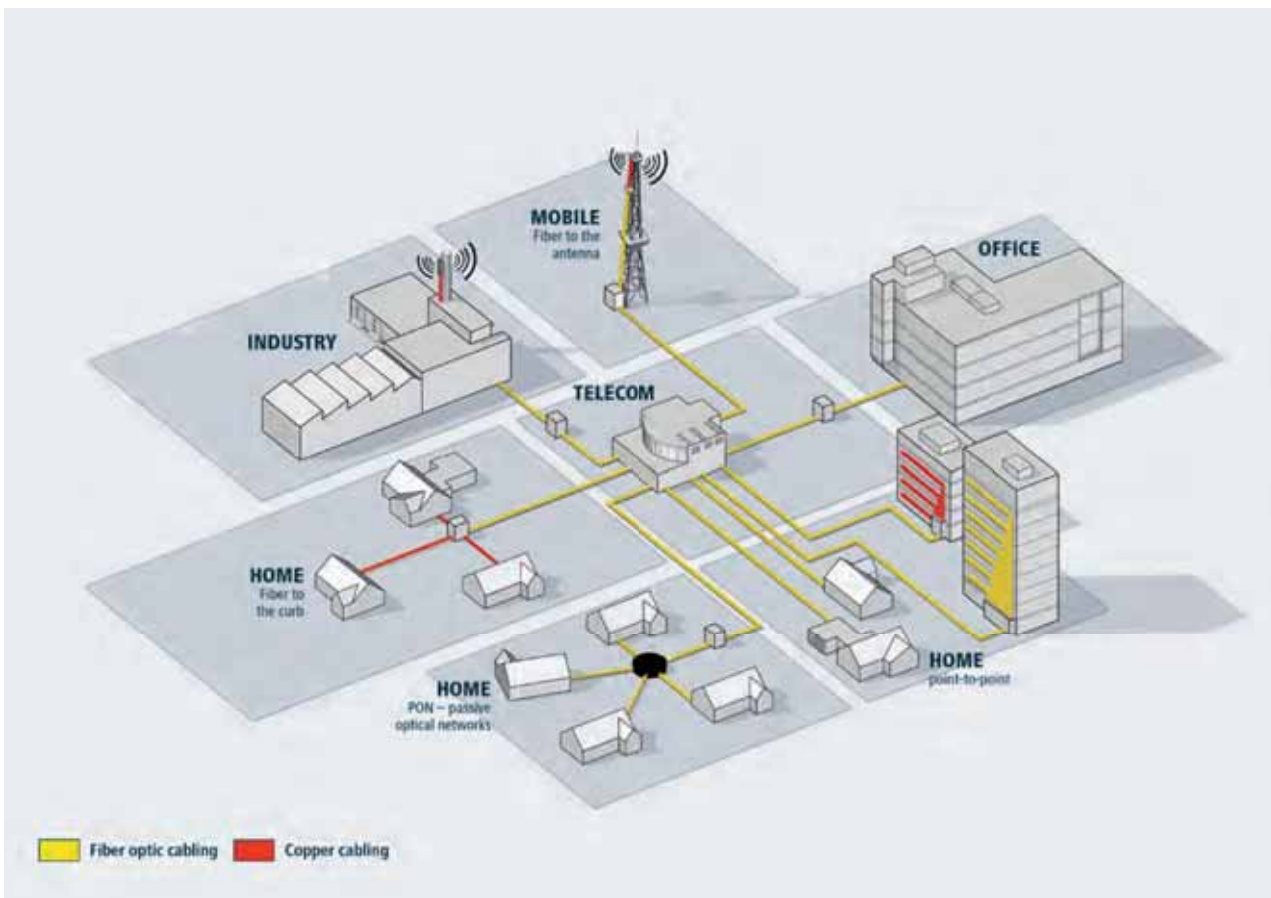 MOBILE
Fiber to the
antenna
OFFICE
INDUSTRY
TELECOM
HOME
Fiber to
the curb
HOME
PON – passive
optical networks
HOME
point-to-point
Fiber optic cabling
Copper cabling